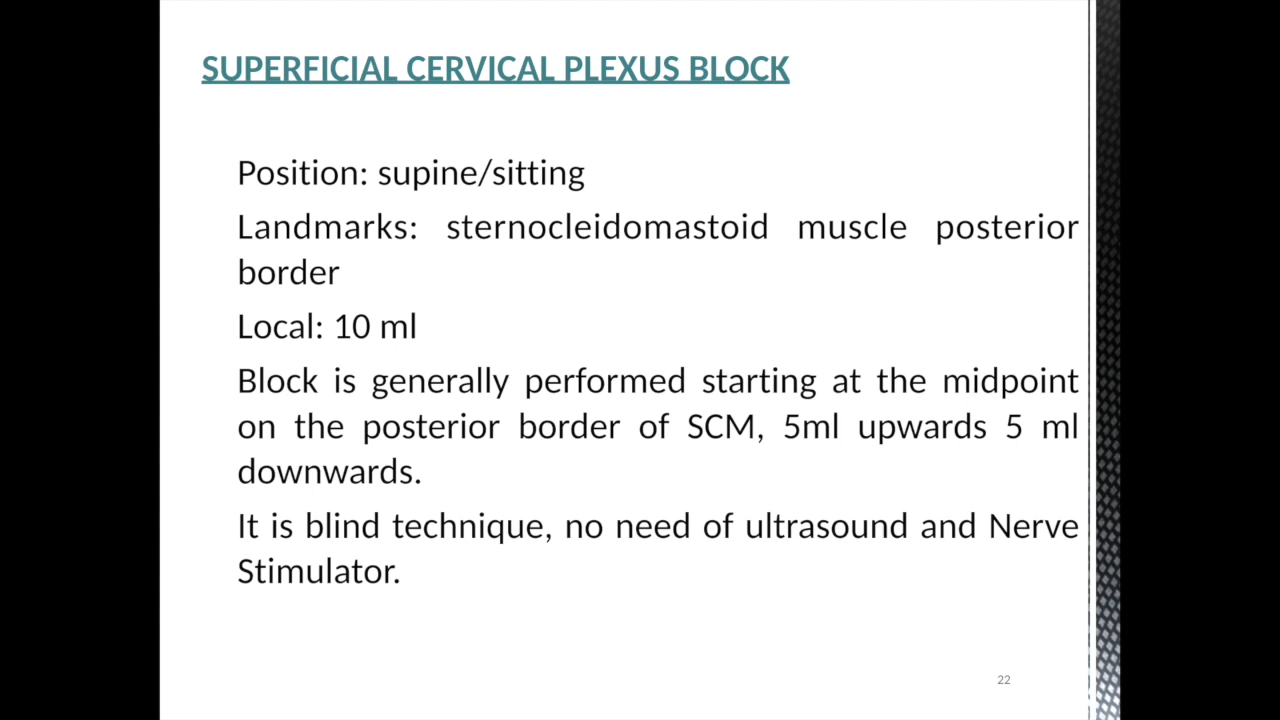 SUPERFICIAL CERVICAL PLEXUS BLOCK
Position: supine/sitting
Landmarks: sternocleidomastoid muscle posterior
border
Local: 10 ml
Block is generally performed starting at the midpoint
on the posterior border of SCM, 5ml upwards 5 ml
downwards.
It is blind technique, no need of ultrasound and Nerve
Stimulator.
22